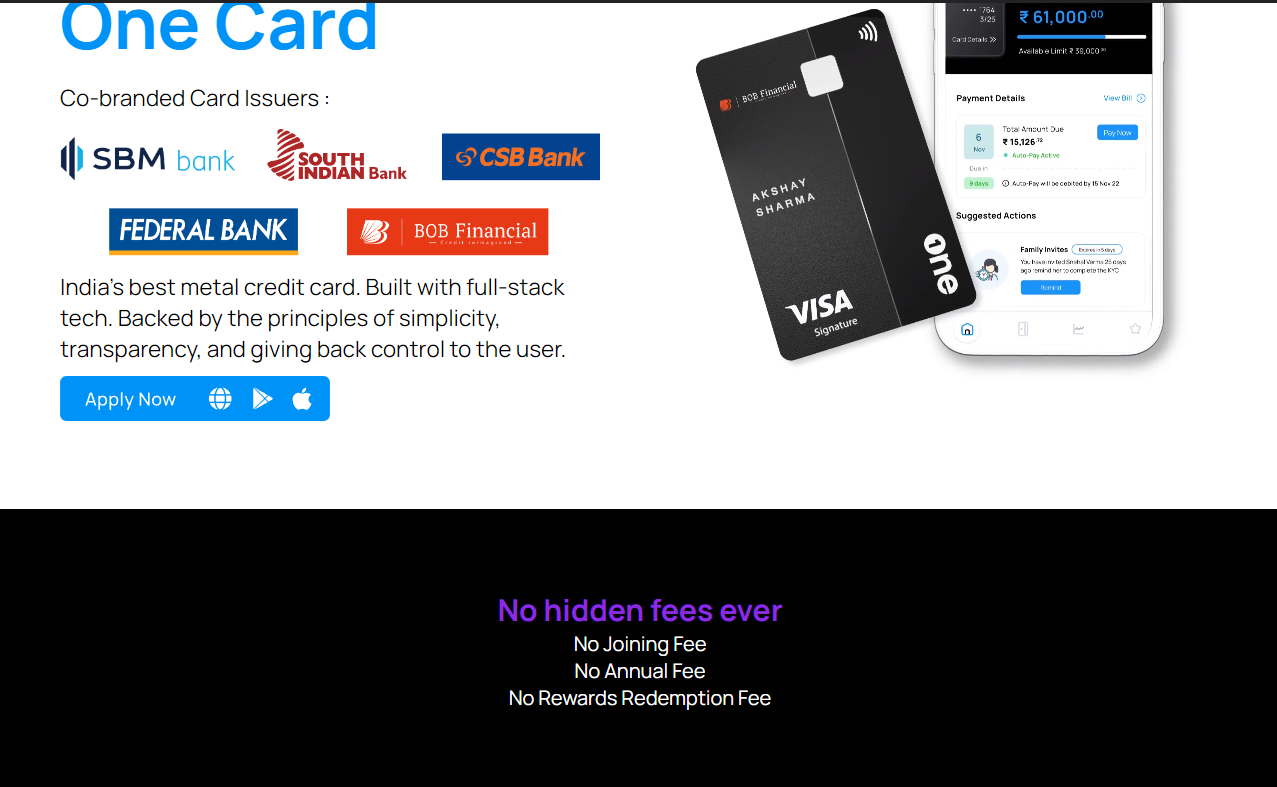 One Card
Co-branded Card Issuers :
SBM bank
SOUTH
INDIAN Bank
CSB Bank
FEDERAL BANK
BOB Financial
Credit reimagined
India's best metal credit card. Built with full-stack
tech. Backed by the principles of simplicity,
transparency, and giving back control to the user.
Apply Now
BOB Financial
AKSHAY
SHARMA
one
VISA
Signature
•••• 1764
3/25
Card Details
₹ 61,000.00
Available Limit ₹ 39,000.00
Payment Details
View Bill
6
Nov
Due in
9 days
Total Amount Due
₹ 15,126.72
Auto-Pay Active
Pay Now
Auto-Pay will be debited by 15 Nov 22
Suggested Actions
Family Invites
Expires in 5 days
You have invited Snehal Verma 25 days
ago remind her to complete the KYC
Remind
No hidden fees ever
No Joining Fee
No Annual Fee
No Rewards Redemption Fee